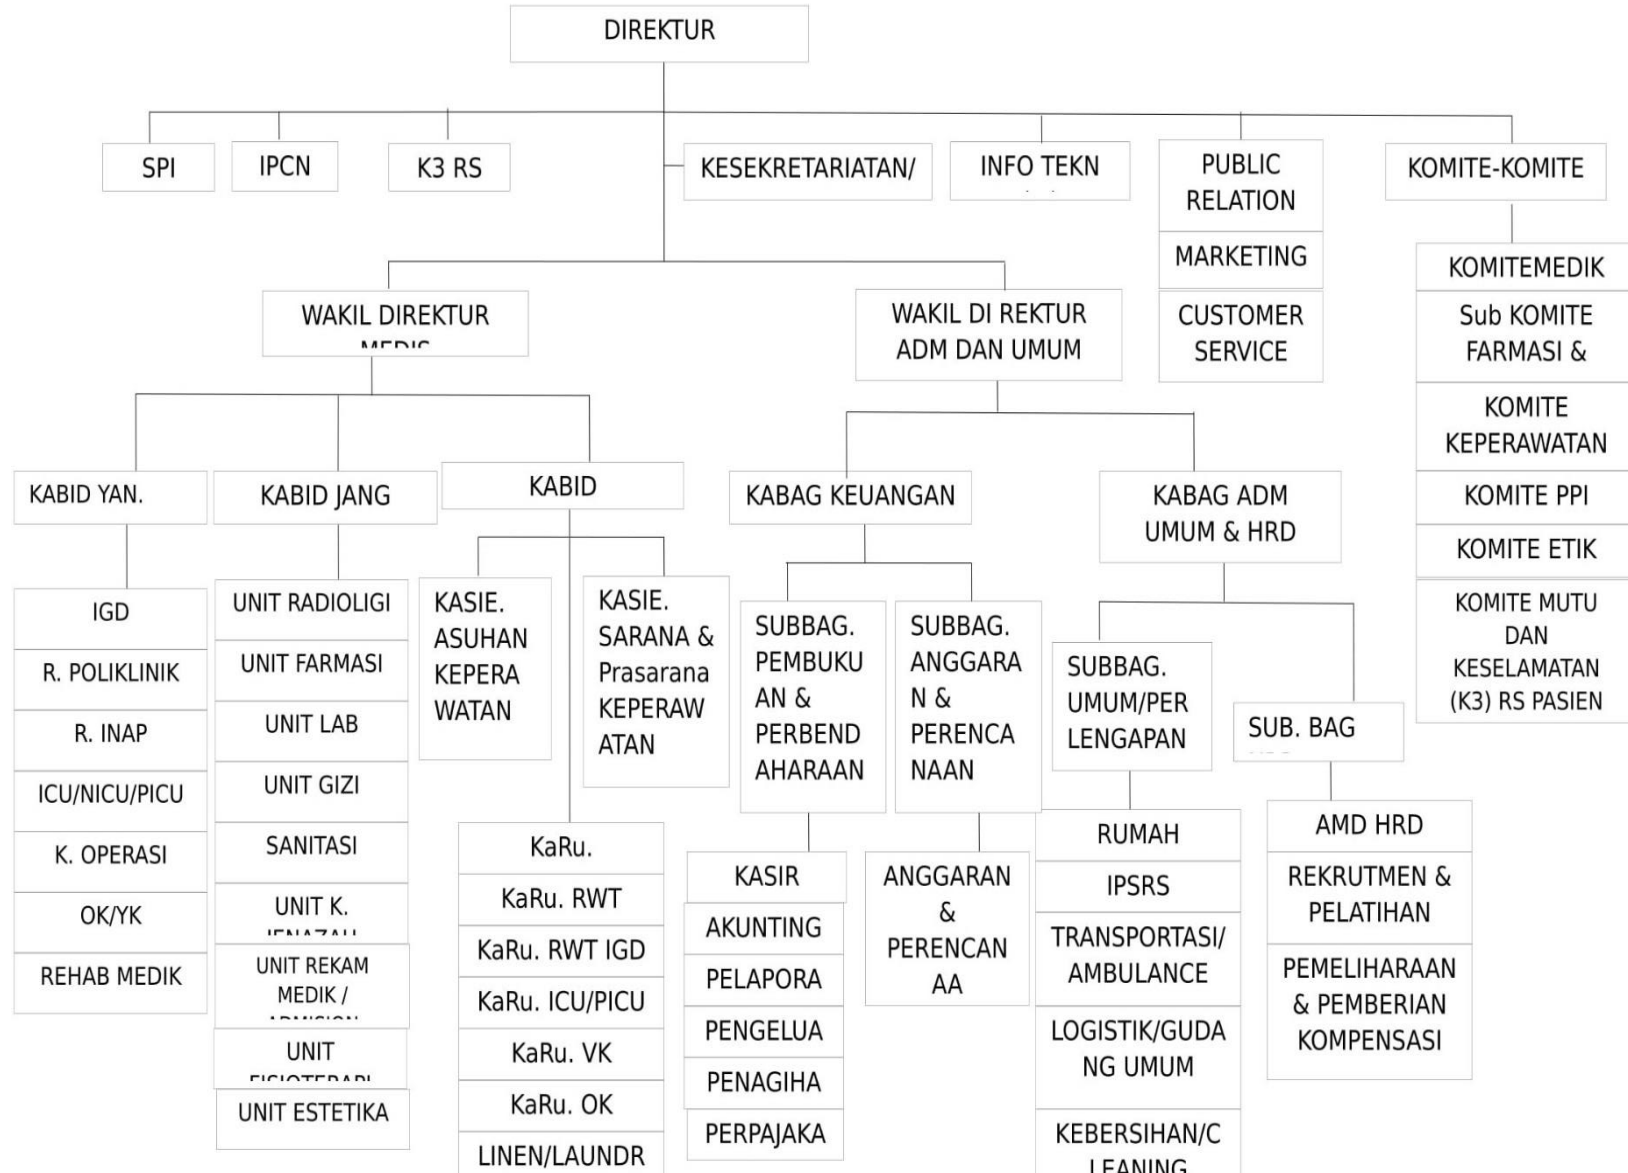 DIREKTUR
SPI
IPCN
K3 RS
KESEKRETARIATAN/
INFO TEKN
PUBLIC
RELATION
MARKETING
CUSTOMER
SERVICE
KOMITE-KOMITE
KOMITEMEDIK
Sub KOMITE
FARMASI &
KOMITE
KEPERAWATAN
KOMITE PPI
KOMITE ETIK
KOMITE MUTU
DAN
KESELAMATAN
(K3) RS PASIEN
WAKIL DIREKTUR
MEDIS
WAKIL DI REKTUR
ADM DAN UMUM
KABID YAN.
KABID JANG
KABID
KABAG KEUANGAN
KABAG ADM
UMUM & HRD
IGD
R. POLIKLINIK
R. INAP
ICU/NICU/PICU
K. OPERASI
OK/YK
REHAB MEDIK
UNIT RADIOLIGI
UNIT FARMASI
UNIT LAB
UNIT GIZI
SANITASI
UNIT K.
JENAZAH
UNIT REKAM
MEDIK /
ADMISION
UNIT
FISIOTERAPI
UNIT ESTETIKA
KASIE.
ASUHAN
KEPERA
WATAN
KASIE.
SARANA &
Prasarana
KEPERAW
ATAN
KaRu.
KaRu. RWT
KaRu. RWT IGD
KaRu. ICU/PICU
KaRu. VK
KaRu. OK
LINEN/LAUNDR
SUBBAG.
PEMBUKU
AN &
PERBEND
AHARAAN
SUBBAG.
ANGGARA
N &
PERENCA
NAAN
KASIR
AKUNTING
PELAPORA
PENGELUA
PENAGIHA
PERPAJAKA
ANGGARAN
&
PERENCAN
AA
SUBBAG.
UMUM/PER
LENGAPAN
SUB. BAG
RUMAH
IPSRS
TRANSPORTASI/
AMBULANCE
LOGISTIK/GUDA
NG UMUM
KEBERSIHAN/C
LEANING
AMD HRD
REKRUTMEN &
PELATIHAN
PEMELIHARAAN
& PEMBERIAN
KOMPENSASI